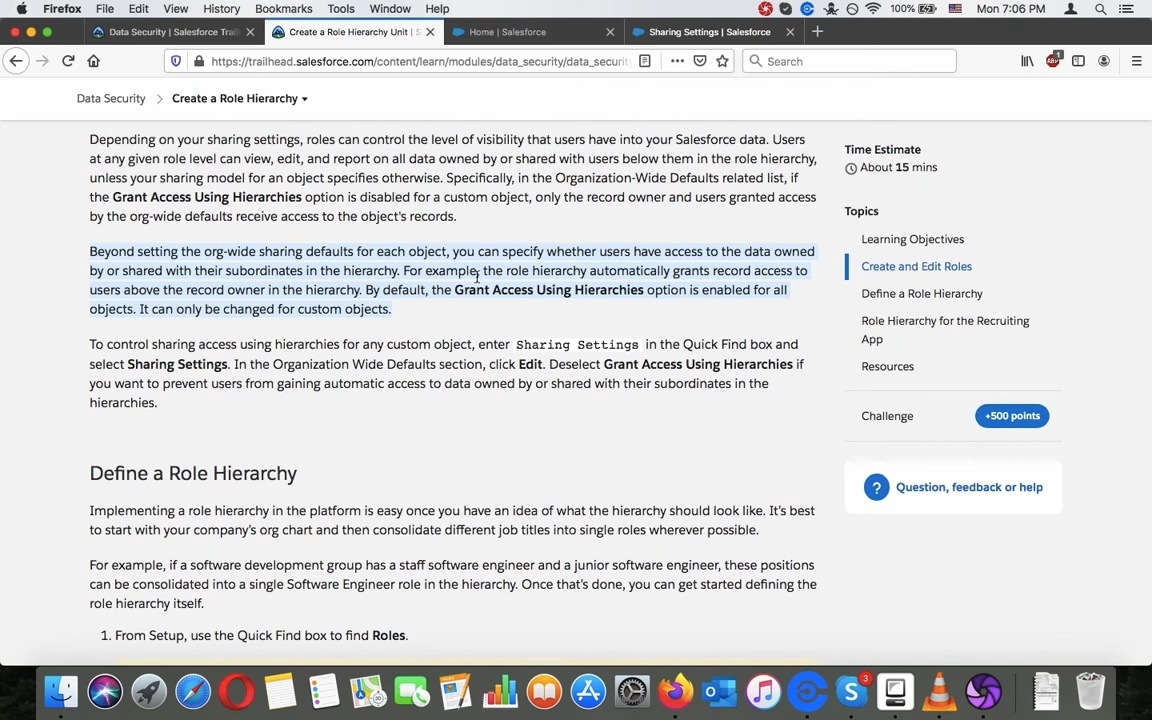 Firefox File Edit View History Bookmarks Tools Window Help 100% Mon 7:06 PM
Data Security | Salesforce Trail
Create a Role Hierarchy Unit | S
Home | Salesforce
Sharing Settings | Salesforce
https://trailhead.salesforce.com/content/learn/modules/data_security/data_securit
Search
ABP
Data Security > Create a Role Hierarchy
Depending on your sharing settings, roles can control the level of visibility that users have into your Salesforce data. Users
at any given role level can view, edit, and report on all data owned by or shared with users below them in the role hierarchy,
unless your sharing model for an object specifies otherwise. Specifically, in the Organization-Wide Defaults related list, if
the Grant Access Using Hierarchies option is disabled for a custom object, only the record owner and users granted access
by the org-wide defaults receive access to the object's records.
Beyond setting the org-wide sharing defaults for each object, you can specify whether users have access to the data owned
by or shared with their subordinates in the hierarchy. For example, the role hierarchy automatically grants record access to
users above the record owner in the hierarchy. By default, the Grant Access Using Hierarchies option is enabled for all
objects. It can only be changed for custom objects.
To control sharing access using hierarchies for any custom object, enter Sharing Settings in the Quick Find box and
select Sharing Settings. In the Organization Wide Defaults section, click Edit. Deselect Grant Access Using Hierarchies if
you want to prevent users from gaining automatic access to data owned by or shared with their subordinates in the
hierarchies.
Define a Role Hierarchy
Implementing a role hierarchy in the platform is easy once you have an idea of what the hierarchy should look like. It's best
to start with your company's org chart and then consolidate different job titles into single roles wherever possible.
For example, if a software development group has a staff software engineer and a junior software engineer, these positions
can be consolidated into a single Software Engineer role in the hierarchy. Once that's done, you can get started defining the
role hierarchy itself.
1. From Setup, use the Quick Find box to find Roles.
Time Estimate
About 15 mins
Topics
Learning Objectives
Create and Edit Roles
Define a Role Hierarchy
Role Hierarchy for the Recruiting
App
Resources
Challenge
+500 points
? Question, feedback or help
3